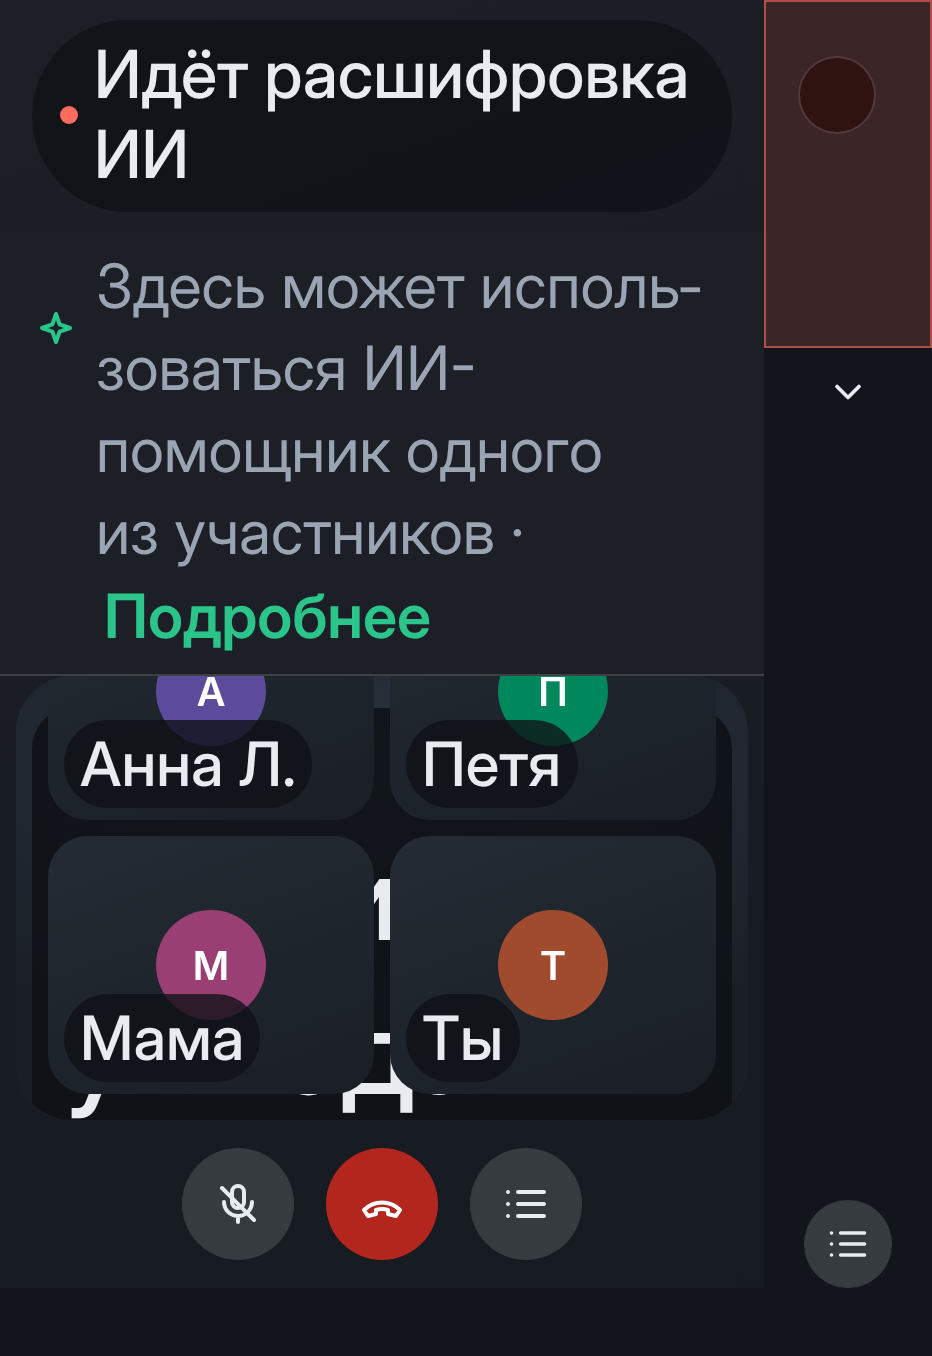 Идёт расшифровка
ИИ
Здесь может исполь-
зоваться ИИ-
помощник одного
из участников ·
Подробнее
А
П
Анна Л.
Петя
М
Т
Мама
Ты